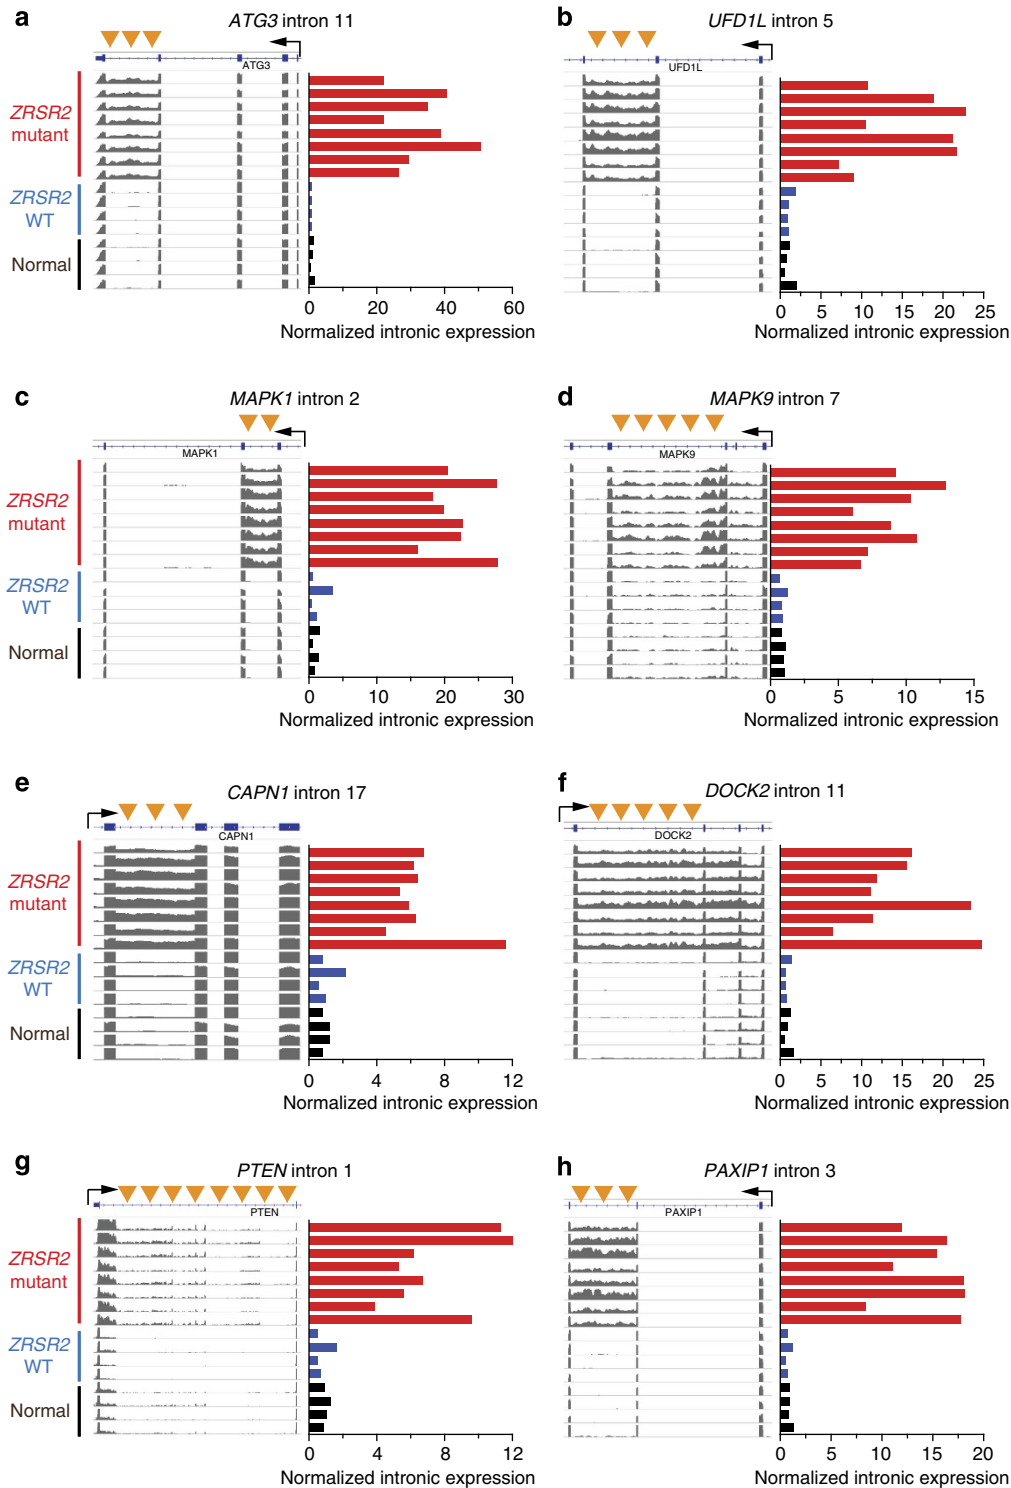 a
ATG3 intron 11
ATG3
ZRSR2
mutant
ZRSR2
WT
Normal
0 20 40 60
Normalized intronic expression
b
UFD1L intron 5
UFD1L
0 5 10 15 20 25
Normalized intronic expression
c
MAPK1 intron 2
MAPK1
ZRSR2
mutant
ZRSR2
WT
Normal
0 10 20 30
Normalized intronic expression
d
MAPK9 intron 7
MAPK9
0 5 10 15
Normalized intronic expression
e
CAPN1 intron 17
CAPN1
ZRSR2
mutant
ZRSR2
WT
Normal
0 4 8 12
Normalized intronic expression
f
DOCK2 intron 11
DOCK2
0 5 10 15 20 25
Normalized intronic expression
g
PTEN intron 1
PTEN
ZRSR2
mutant
ZRSR2
WT
Normal
0 4 8 12
Normalized intronic expression
h
PAXIP1 intron 3
PAXIP1
0 5 10 15 20
Normalized intronic expression